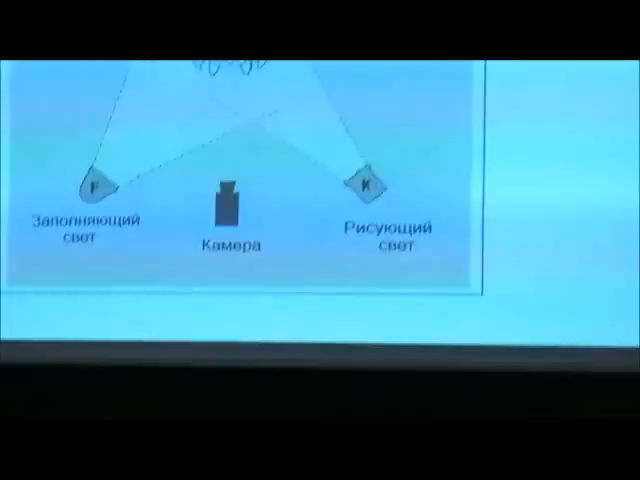 F
K
Заполняющий
свет
Камера
Рисующий
свет